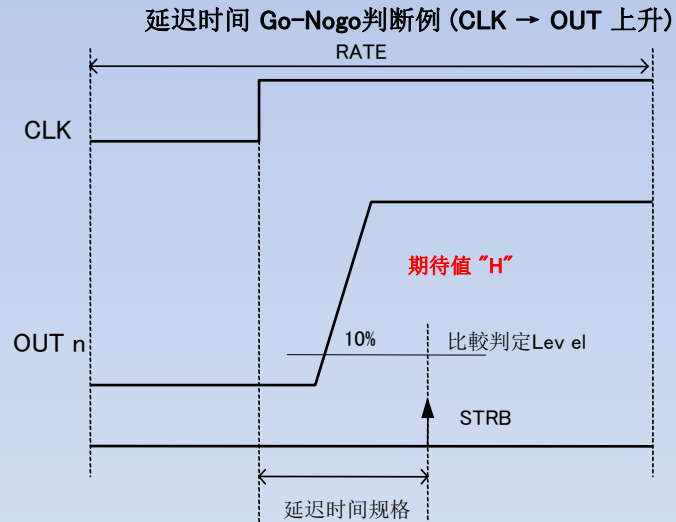 延迟时间 Go-Nogo判断例 (CLK → OUT 上升)
RATE
CLK
期待値 "H"
OUT n
10%
比較判定Lev el
STRB
延迟时间规格